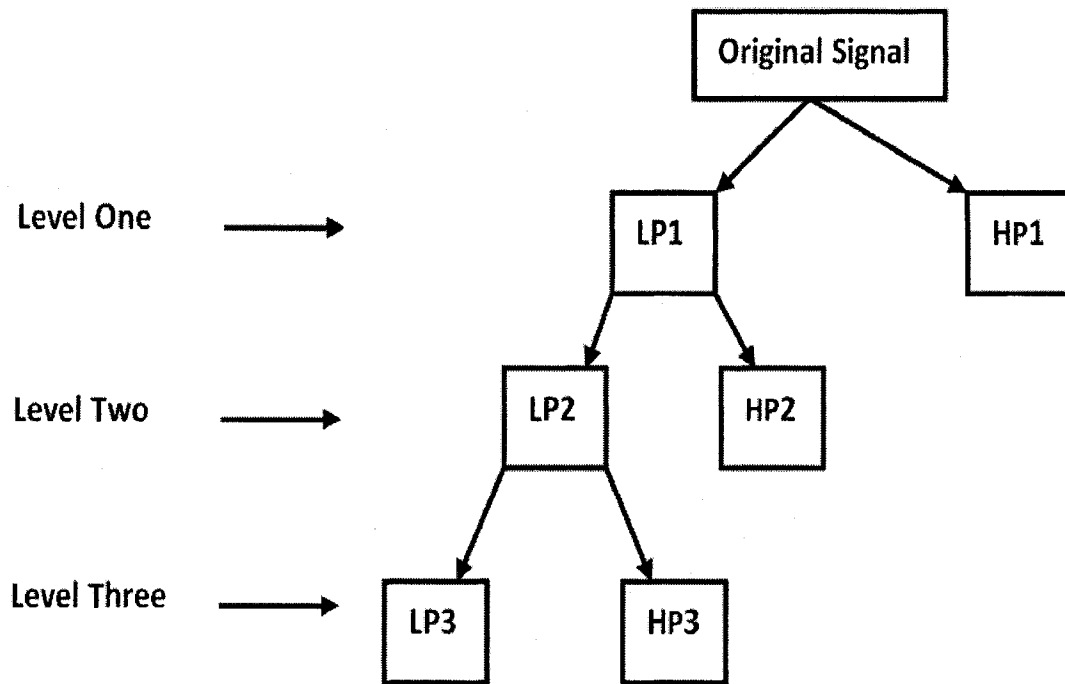 Original Signal
Level One
LP1
HP1
Level Two
LP2
HP2
Level Three
LP3
HP3